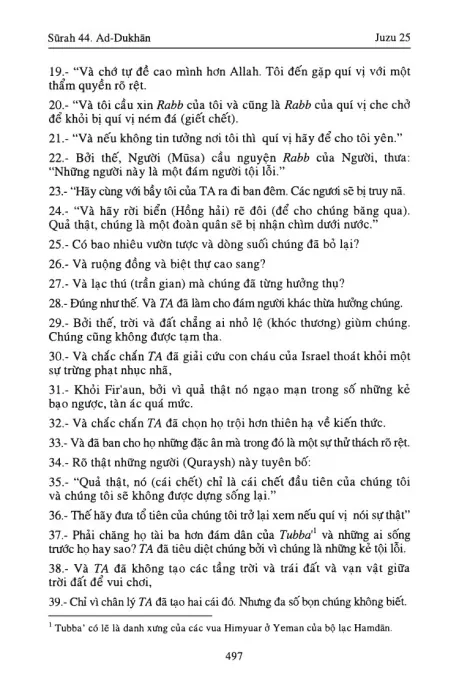 Sūrah 44. Ad-Dukhān Juzu 25
19.- “Và chớ tự đề cao mình hơn Allah. Tôi đến gặp quí vị với một
thẩm quyền rõ rệt.
20.- “Và tôi cầu xin Rabb của tôi và cũng là Rabb của quí vị che chở
để khỏi bị quí vị ném đá (giết chết).
21.- “Và nếu không tin tưởng nơi tôi thì quí vị hãy để cho tôi yên.”
22.- Bởi thế, Người (Mūsa) cầu nguyện Rabb của Người, thưa:
“Những người này là một đám người tội lỗi.”
23.- “Hãy cùng với bầy tôi của TA ra đi ban đêm. Các ngươi sẽ bị truy nã.
24.- “Và hãy rời biển (Hồng hải) rẽ đôi (để cho chúng băng qua).
Quả thật, chúng là một đoàn quân sẽ bị nhận chìm dưới nước.”
25.- Có bao nhiêu vườn tược và dòng suối chúng đã bỏ lại?
26.- Và ruộng đồng và biệt thự cao sang?
27.- Và lạc thú (trần gian) mà chúng đã từng hưởng thụ?
28.- Đúng như thế. Và TA đã làm cho đám người khác thừa hưởng chúng.
29.- Bởi thế, trời và đất chẳng ai nhỏ lệ (khóc thương) giùm chúng.
Chúng cũng không được tạm tha.
30.- Và chắc chắn TA đã giải cứu con cháu của Israel thoát khỏi một
sự trừng phạt nhục nhã,
31.- Khỏi Fir'aun, bởi vì quả thật nó ngạo mạn trong số những kẻ
bạo ngược, tàn ác quá mức.
32.- Và chắc chắn TA đã chọn họ trội hơn thiên hạ về kiến thức.
33.- Và đã ban cho họ những đặc ân mà trong đó là một sự thử thách rõ rệt.
34.- Rõ thật những người (Quraysh) này tuyên bố:
35.- “Quả thật, nó (cái chết) chỉ là cái chết đầu tiên của chúng tôi
và chúng tôi sẽ không được dựng sống lại.”
36.- Thế hãy đưa tổ tiên của chúng tôi trở lại xem nếu quí vị nói sự thật”
37.- Phải chăng họ tài ba hơn đám dân của Tubba'¹ và những ai sống
trước họ hay sao? TA đã tiêu diệt chúng bởi vì chúng là những kẻ tội lỗi.
38.- Và TA đã không tạo các tầng trời và trái đất và vạn vật giữa
trời đất để vui chơi,
39.- Chỉ vì chân lý TA đã tạo hai cái đó. Nhưng đa số bọn chúng không biết.
¹ Tubba' có lẽ là danh xưng của các vua Himyuar ở Yeman của bộ lạc Hamdān.
497